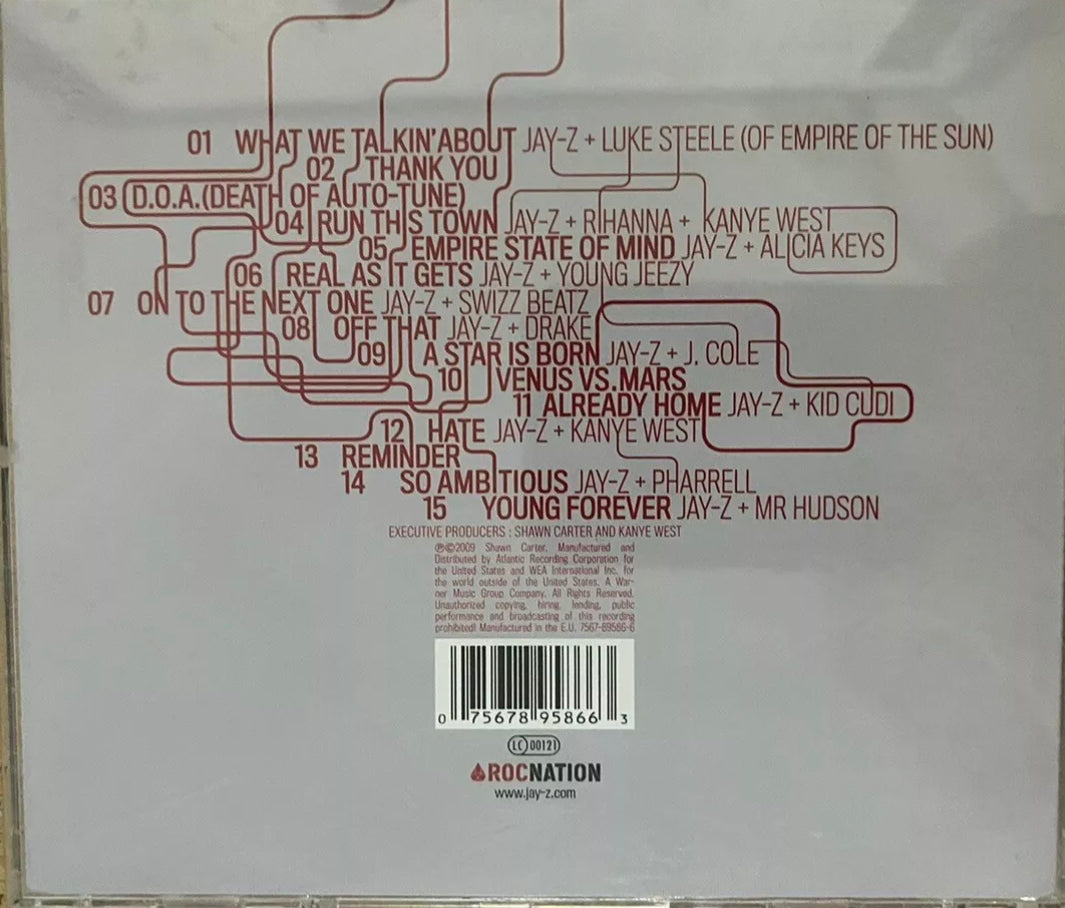 01 WHAT WE TALKIN' ABOUT JAY-Z + LUKE STEELE (OF EMPIRE OF THE SUN)
02 THANK YOU
03 D.O.A. (DEATH OF AUTO-TUNE)
04 RUN THIS TOWN JAY-Z + RIHANNA + KANYE WEST
05 EMPIRE STATE OF MIND JAY-Z + ALICIA KEYS
06 REAL AS IT GETS JAY-Z + YOUNG JEEZY
07 ON TO THE NEXT ONE JAY-Z + SWIZZ BEATZ
08 OFF THAT JAY-Z + DRAKE
09 A STAR IS BORN JAY-Z + J. COLE
10 VENUS VS. MARS
11 ALREADY HOME JAY-Z + KID CUDI
12 HATE JAY-Z + KANYE WEST
13 REMINDER
14 SO AMBITIOUS JAY-Z + PHARRELL
15 YOUNG FOREVER JAY-Z + MR HUDSON
EXECUTIVE PRODUCERS : SHAWN CARTER AND KANYE WEST
℗©2009 Shawn Carter. Manufactured and
Distributed by Atlantic Recording Corporation for
the United States and WEA International Inc. for
the world outside of the United States. A War-
ner Music Group Company. All Rights Reserved.
Unauthorized copying, hiring, lending, public
performance and broadcasting of this recording
prohibited! Manufactured in the E.U. 7567-89586-6
0 75678 95866 3
LC 00121
ROCNATION
www.jay-z.com